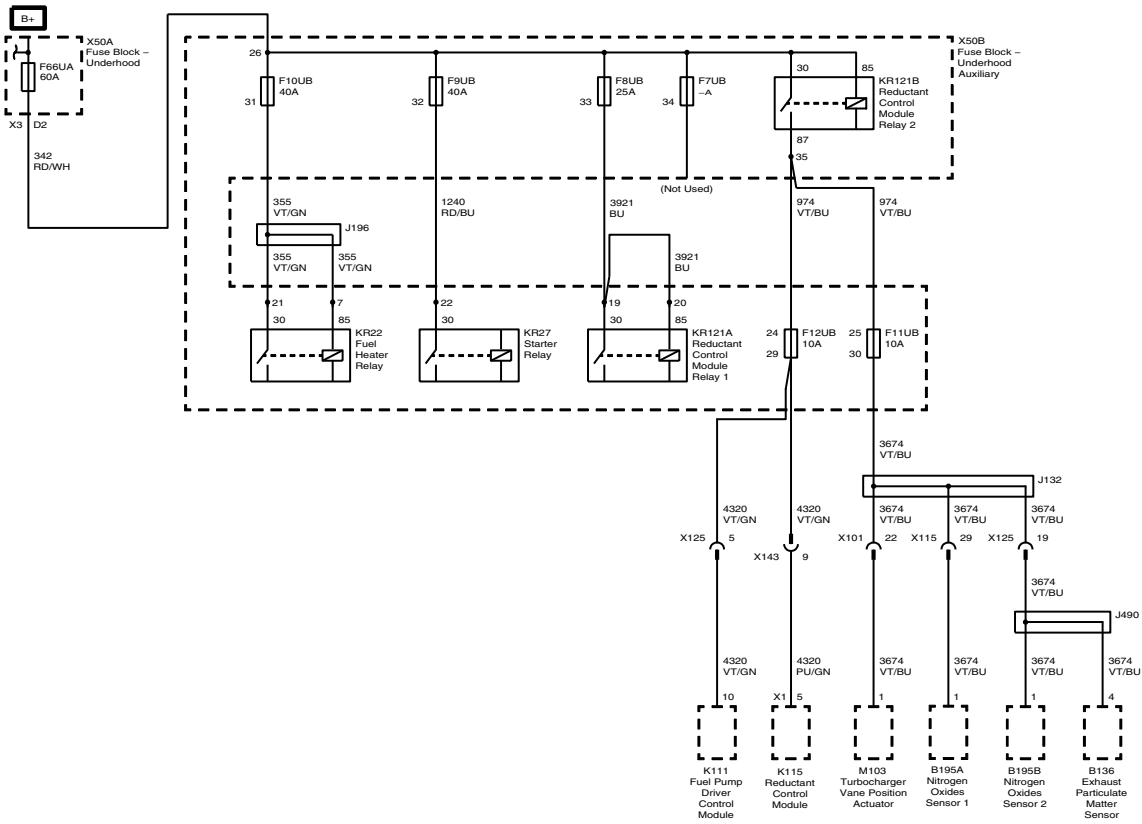 B+
X50A
Fuse Block –
Underhood
F66UA
60A
X3 D2
342
RD/WH
X50B
Fuse Block –
Underhood
Auxiliary
26
F10UB
40A
31
F9UB
40A
32
F8UB
25A
33
F7UB
–A
34
30 85
KR121B
Reductant
Control
Module
Relay 2
87
35
(Not Used)
355
VT/GN
1240
RD/BU
3921
BU
974
VT/BU
974
VT/BU
J196
355
VT/GN
355
VT/GN
3921
BU
21 7 22 19 20
30 85
KR22
Fuel
Heater
Relay
30
KR27
Starter
Relay
30 85
KR121A
Reductant
Control
Module
Relay 1
24
29
F12UB
10A
25
30
F11UB
10A
3674
VT/BU
J132
4320
VT/GN
4320
VT/GN
3674
VT/BU
3674
VT/BU
3674
VT/BU
X125 5
X143 9
X101 22
X115 29
X125 19
3674
VT/BU
J490
4320
VT/GN
4320
PU/GN
3674
VT/BU
3674
VT/BU
3674
VT/BU
3674
VT/BU
10
X1 5
1
1
1
4
K111
Fuel Pump
Driver
Control
Module
K115
Reductant
Control
Module
M103
Turbocharger
Vane Position
Actuator
B195A
Nitrogen
Oxides
Sensor 1
B195B
Nitrogen
Oxides
Sensor 2
B136
Exhaust
Particulate
Matter
Sensor